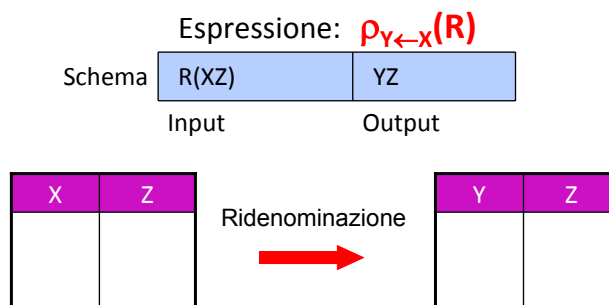 Espressione: ρY←X(R)
Schema R(XZ) YZ
Input Output
X Z Ridenominazione Y Z